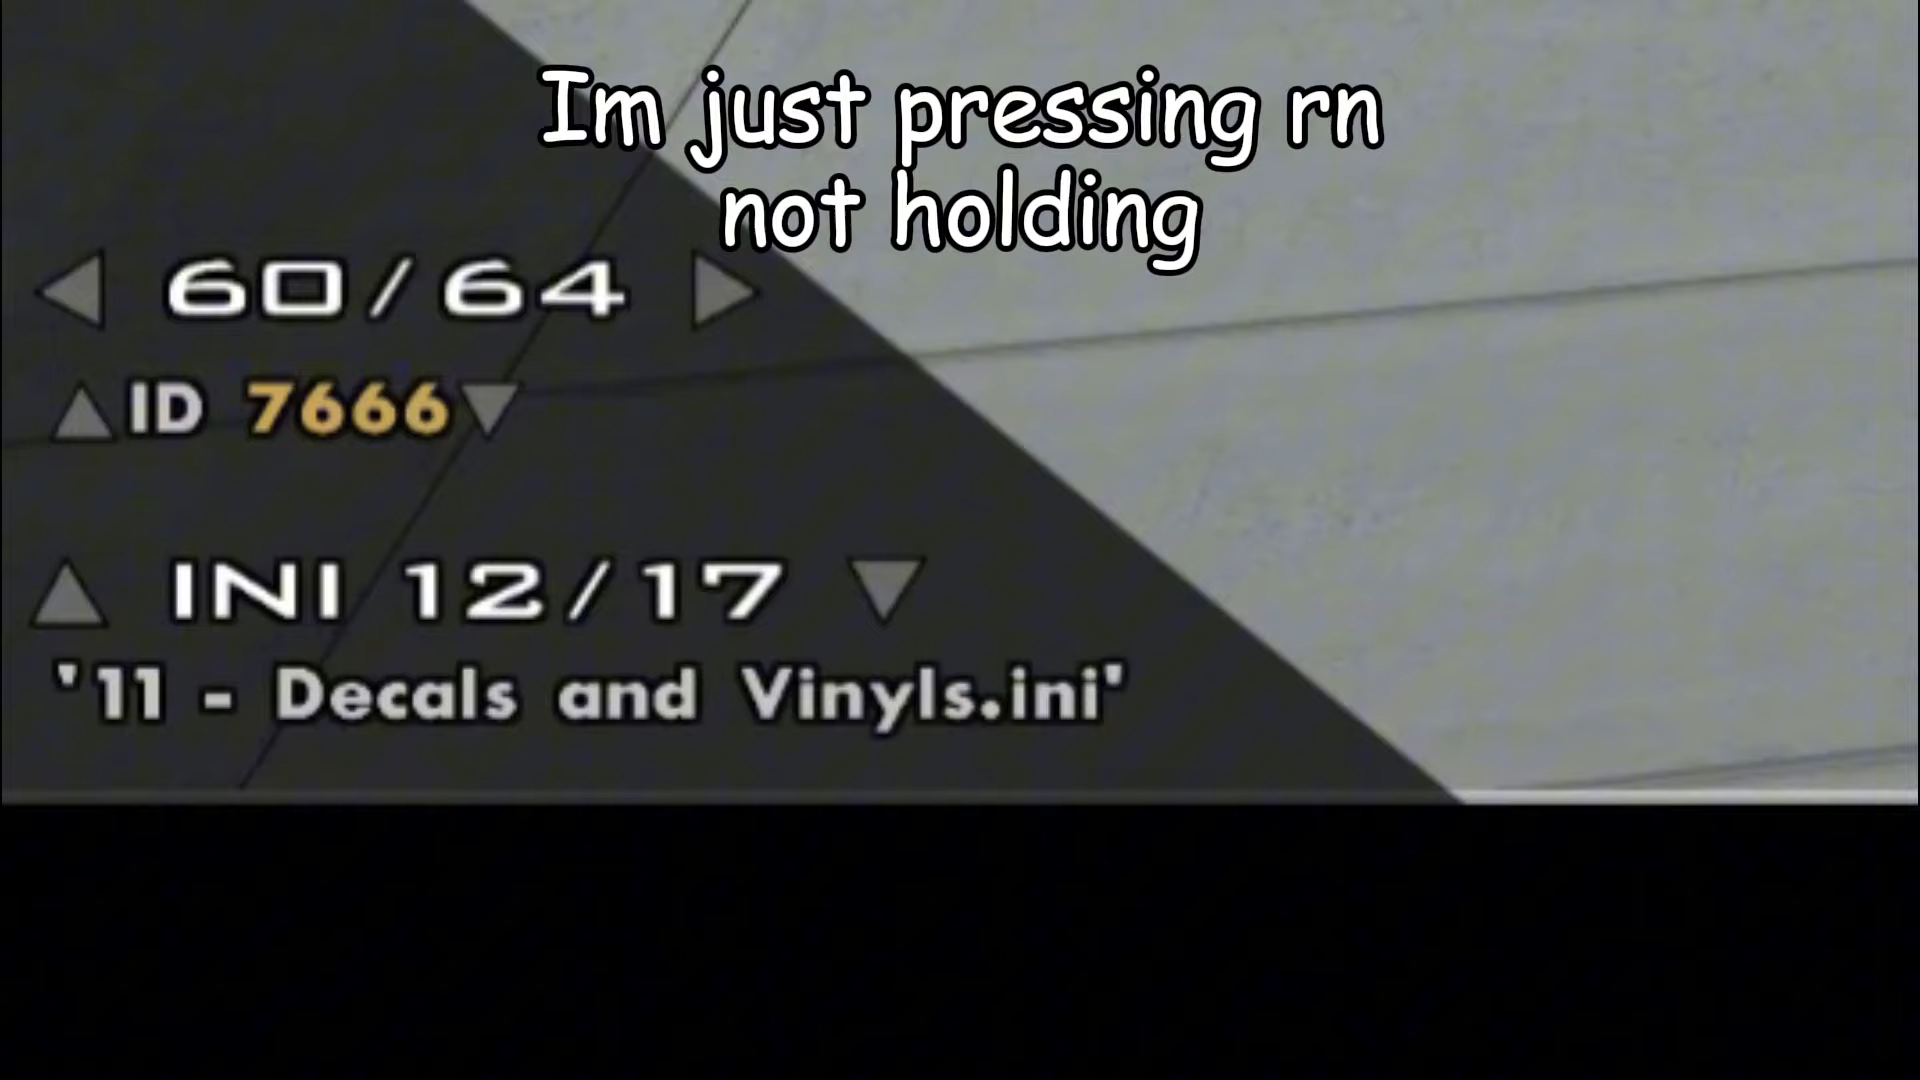 Im just pressing rn
not holding
60/64
ID 7666
INI 12/17
'11 - Decals and Vinyls.ini'